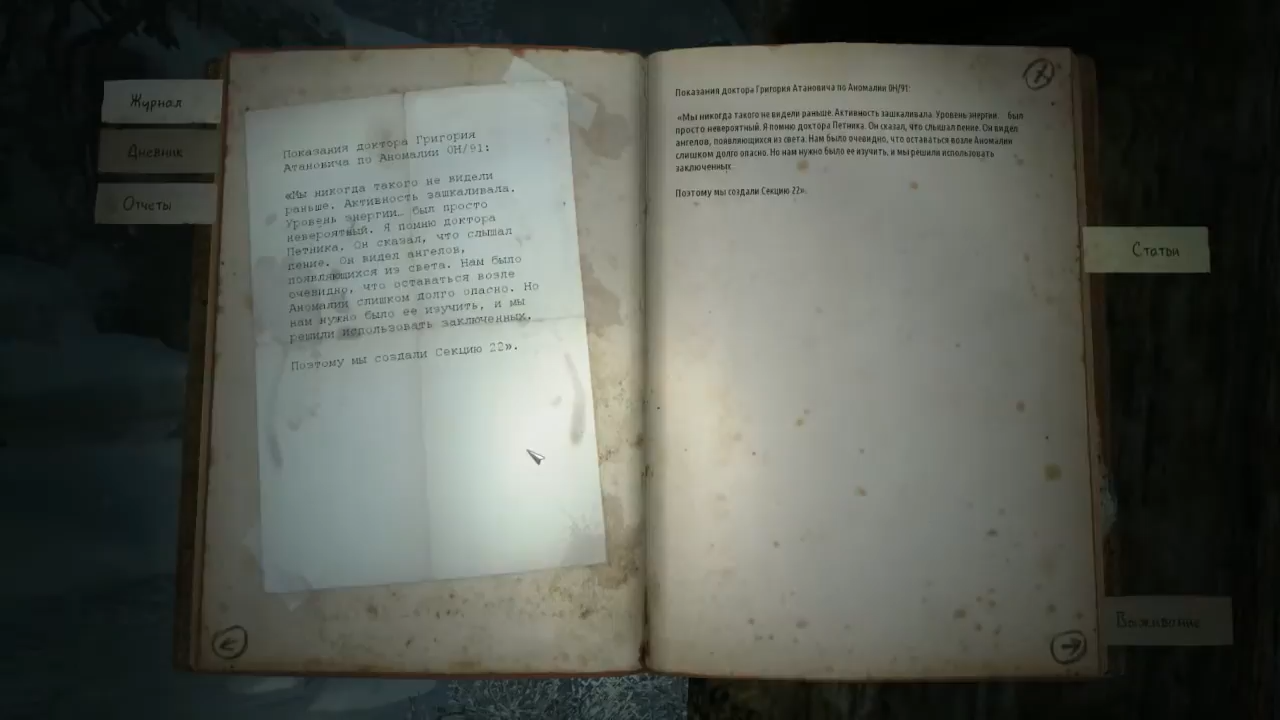 Журнал
Дневник
Отчеты
Показания доктора Григория
Атановича по Аномалии 0Н/91:
«Мы никогда такого не видели
раньше. Активность зашкаливала.
Уровень энергии… был просто
невероятный. Я помню доктора
Петника. Он сказал, что слышал
пение. Он видел ангелов,
появляющихся из света. Нам было
очевидно, что оставаться возле
Аномалии слишком долго опасно. Но
нам нужно было ее изучить, и мы
решили использовать заключенных.
Поэтому мы создали Секцию 22».
Показания доктора Григория Атановича по Аномалии 0Н/91:
«Мы никогда такого не видели раньше. Активность зашкаливала. Уровень энергии был
просто невероятный. Я помню доктора Петника. Он сказал, что слышал пение. Он видел
ангелов, появляющихся из света. Нам было очевидно, что оставаться возле Аномалии
слишком долго опасно. Но нам нужно было ее изучить, и мы решили использовать
заключенных.
Поэтому мы создали Секцию 22».
Статьи
Выживание